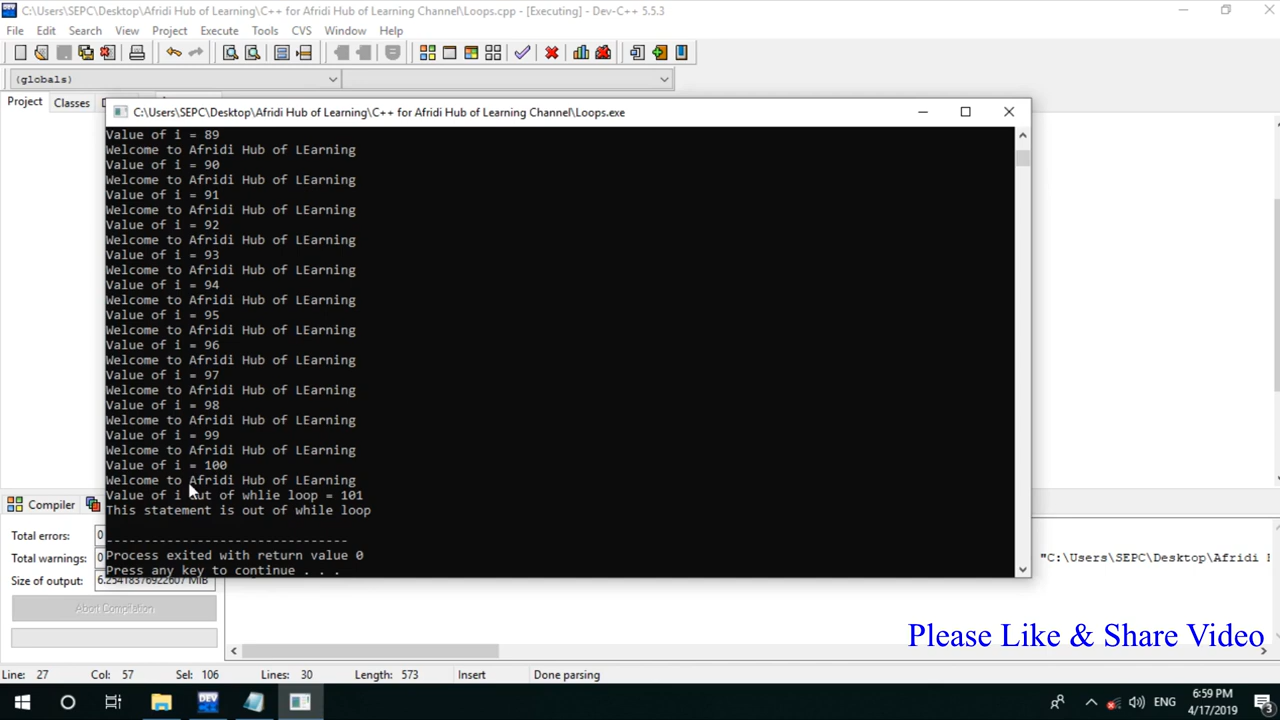 C:\Users\SEPC\Desktop\Afridi Hub of Learning\C++ for Afridi Hub of Learning Channel\Loops.cpp - [Executing] - Dev-C++ 5.5.3
File Edit Search View Project Execute Tools CVS Window Help
(globals)
Project Classes
C:\Users\SEPC\Desktop\Afridi Hub of Learning\C++ for Afridi Hub of Learning Channel\Loops.exe
Value of i = 89
Welcome to Afridi Hub of LEarning
Value of i = 90
Welcome to Afridi Hub of LEarning
Value of i = 91
Welcome to Afridi Hub of LEarning
Value of i = 92
Welcome to Afridi Hub of LEarning
Value of i = 93
Welcome to Afridi Hub of LEarning
Value of i = 94
Welcome to Afridi Hub of LEarning
Value of i = 95
Welcome to Afridi Hub of LEarning
Value of i = 96
Welcome to Afridi Hub of LEarning
Value of i = 97
Welcome to Afridi Hub of LEarning
Value of i = 98
Welcome to Afridi Hub of LEarning
Value of i = 99
Welcome to Afridi Hub of LEarning
Value of i = 100
Welcome to Afridi Hub of LEarning
Value of i out of whlie loop = 101
This statement is out of while loop
--------------------------------
Process exited with return value 0
Press any key to continue . . .
Compiler
Total errors: 0
Total warnings: 0
Size of output: 6.25418376922607 MiB
Abort Compilation
"C:\Users\SEPC\Desktop\Afridi
Please Like & Share Video
Line: 27 Col: 57 Sel: 106 Lines: 30 Length: 573 Insert Done parsing
DEV
ENG
6:59 PM
4/17/2019
3